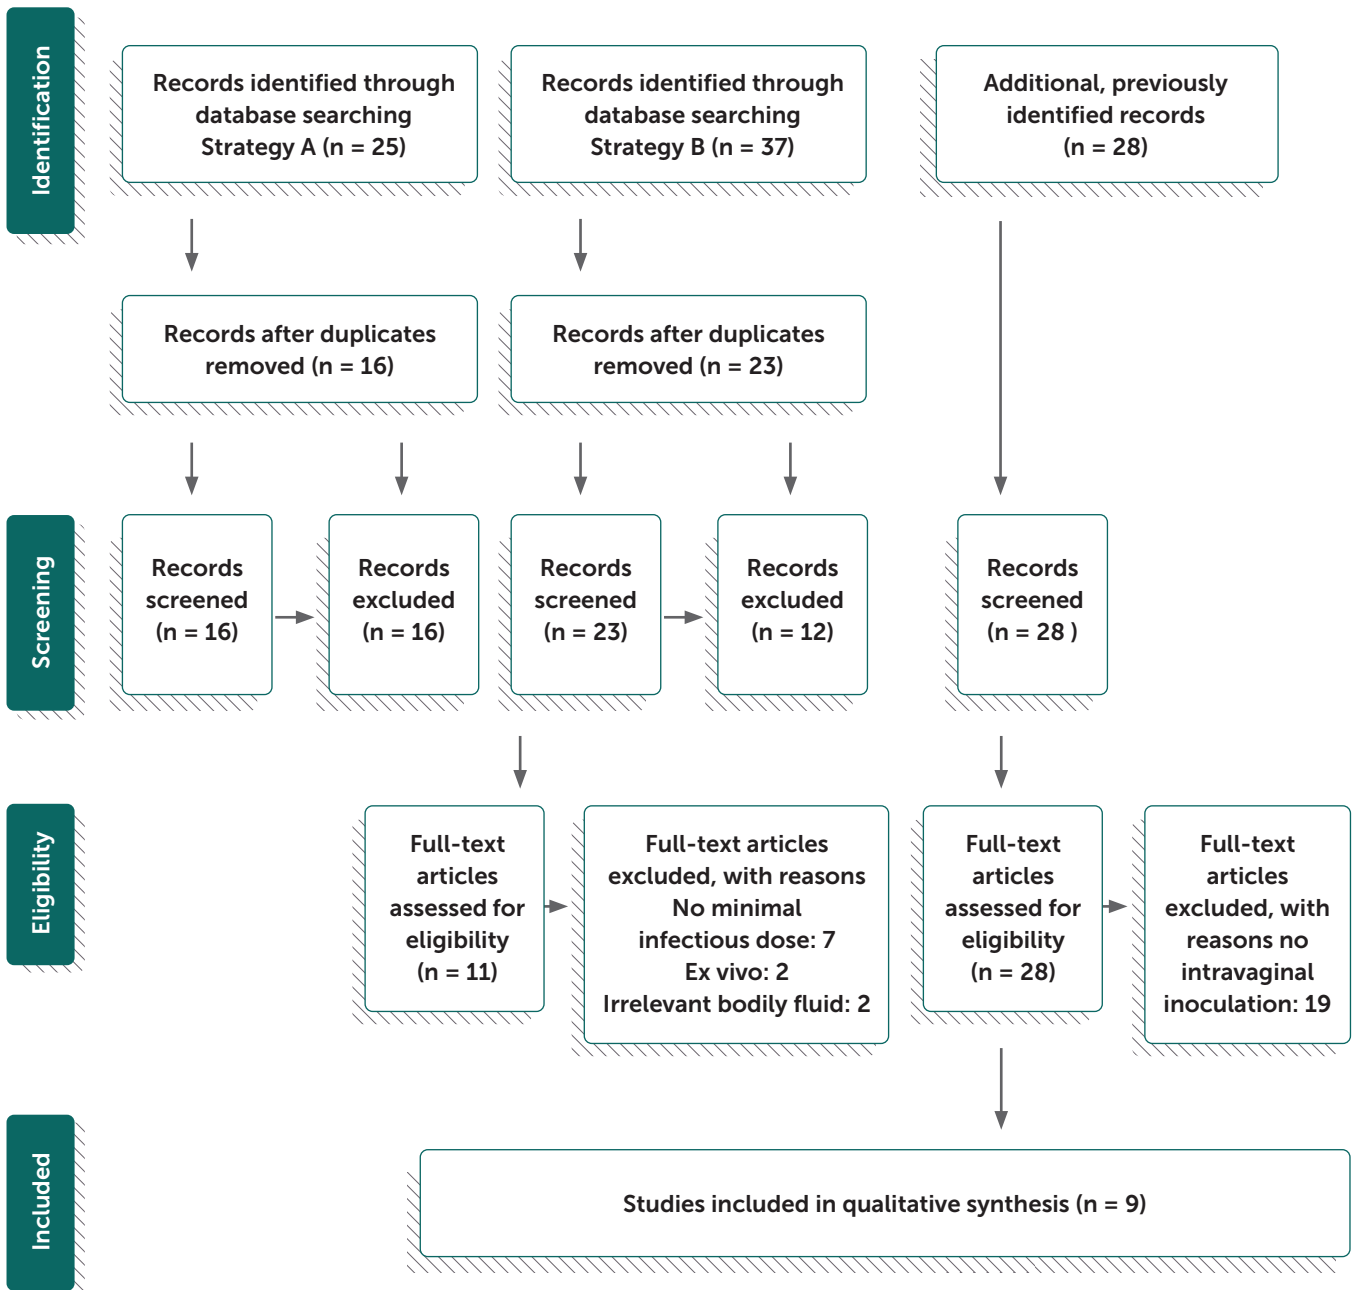 Identification
Records identified through
database searching
Strategy A (n = 25)
Records identified through
database searching
Strategy B (n = 37)
Additional, previously
identified records
(n = 28)
Records after duplicates
removed (n = 16)
Records after duplicates
removed (n = 23)
Screening
Records
screened
(n = 16)
Records
excluded
(n = 16)
Records
screened
(n = 23)
Records
excluded
(n = 12)
Records
screened
(n = 28 )
Eligibility
Full-text
articles
assessed for
eligibility
(n = 11)
Full-text articles
excluded, with reasons
No minimal
infectious dose: 7
Ex vivo: 2
Irrelevant bodily fluid: 2
Full-text
articles
assessed for
eligibility
(n = 28)
Full-text
articles
excluded, with
reasons no
intravaginal
inoculation: 19
Included
Studies included in qualitative synthesis (n = 9)